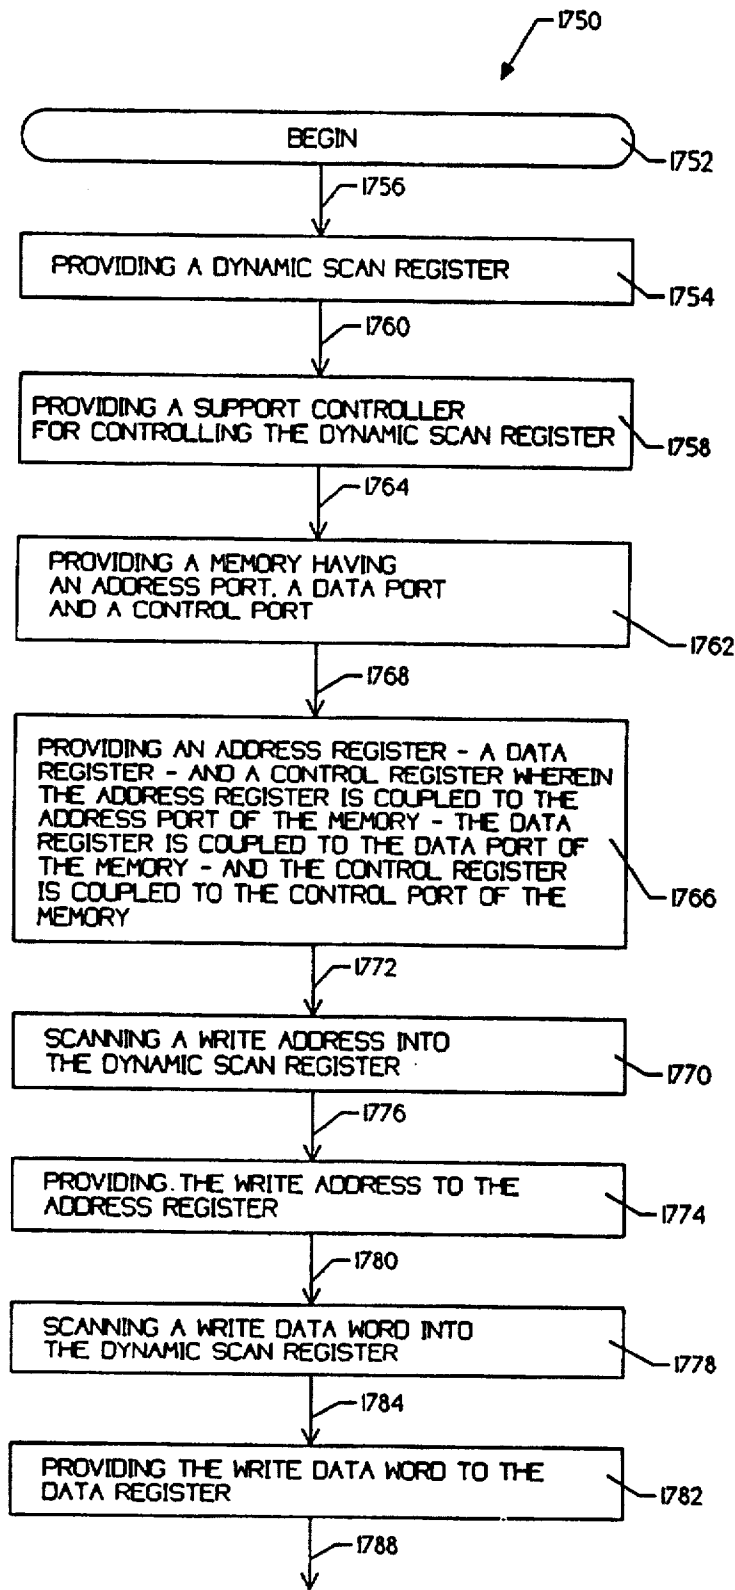 1750
BEGIN
1752
1756
PROVIDING A DYNAMIC SCAN REGISTER
1754
1760
PROVIDING A SUPPORT CONTROLLER
FOR CONTROLLING THE DYNAMIC SCAN REGISTER
1758
1764
PROVIDING A MEMORY HAVING
AN ADDRESS PORT, A DATA PORT
AND A CONTROL PORT
1762
1768
PROVIDING AN ADDRESS REGISTER - A DATA
REGISTER - AND A CONTROL REGISTER WHEREIN
THE ADDRESS REGISTER IS COUPLED TO THE
ADDRESS PORT OF THE MEMORY - THE DATA
REGISTER IS COUPLED TO THE DATA PORT OF
THE MEMORY - AND THE CONTROL REGISTER
IS COUPLED TO THE CONTROL PORT OF THE
MEMORY
1766
1772
SCANNING A WRITE ADDRESS INTO
THE DYNAMIC SCAN REGISTER
1770
1776
PROVIDING THE WRITE ADDRESS TO THE
ADDRESS REGISTER
1774
1780
SCANNING A WRITE DATA WORD INTO
THE DYNAMIC SCAN REGISTER
1778
1784
PROVIDING THE WRITE DATA WORD TO THE
DATA REGISTER
1782
1788